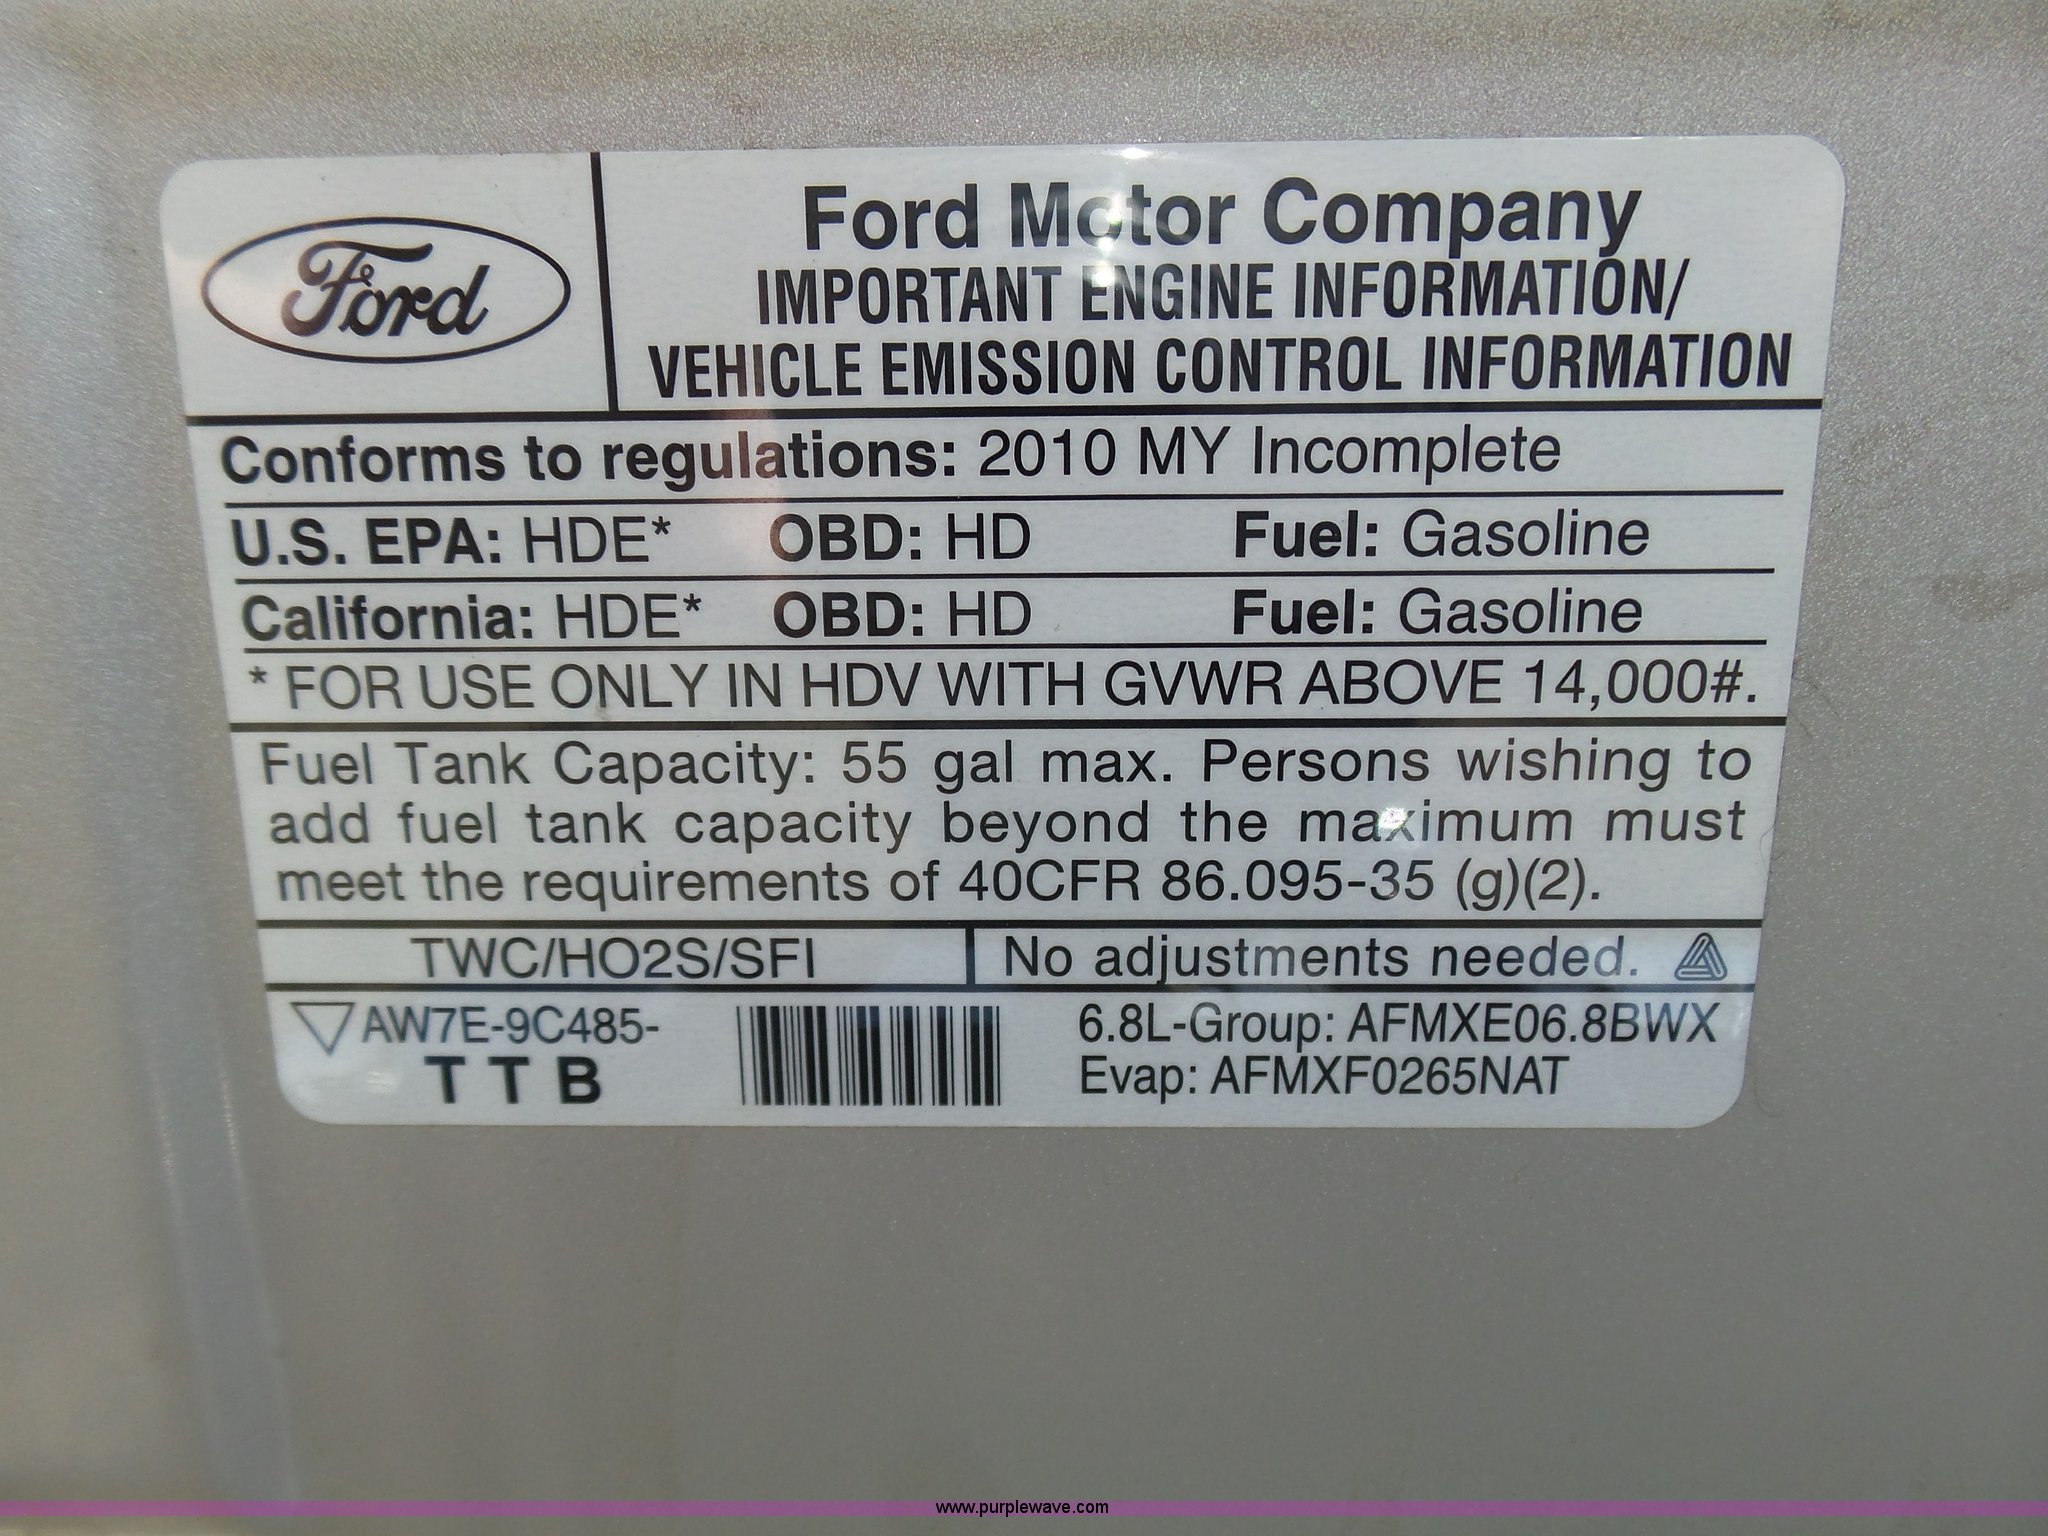 Ford
Ford Motor Company
IMPORTANT ENGINE INFORMATION/
VEHICLE EMISSION CONTROL INFORMATION
Conforms to regulations: 2010 MY Incomplete
U.S. EPA: HDE* OBD: HD Fuel: Gasoline
California: HDE* OBD: HD Fuel: Gasoline
* FOR USE ONLY IN HDV WITH GVWR ABOVE 14,000#.
Fuel Tank Capacity: 55 gal max. Persons wishing to
add fuel tank capacity beyond the maximum must
meet the requirements of 40CFR 86.095-35 (g)(2).
TWC/HO2S/SFI
No adjustments needed.
AW7E-9C485-
T T B
6.8L-Group: AFMXE06.8BWX
Evap: AFMXF0265NAT
www.purplewave.com